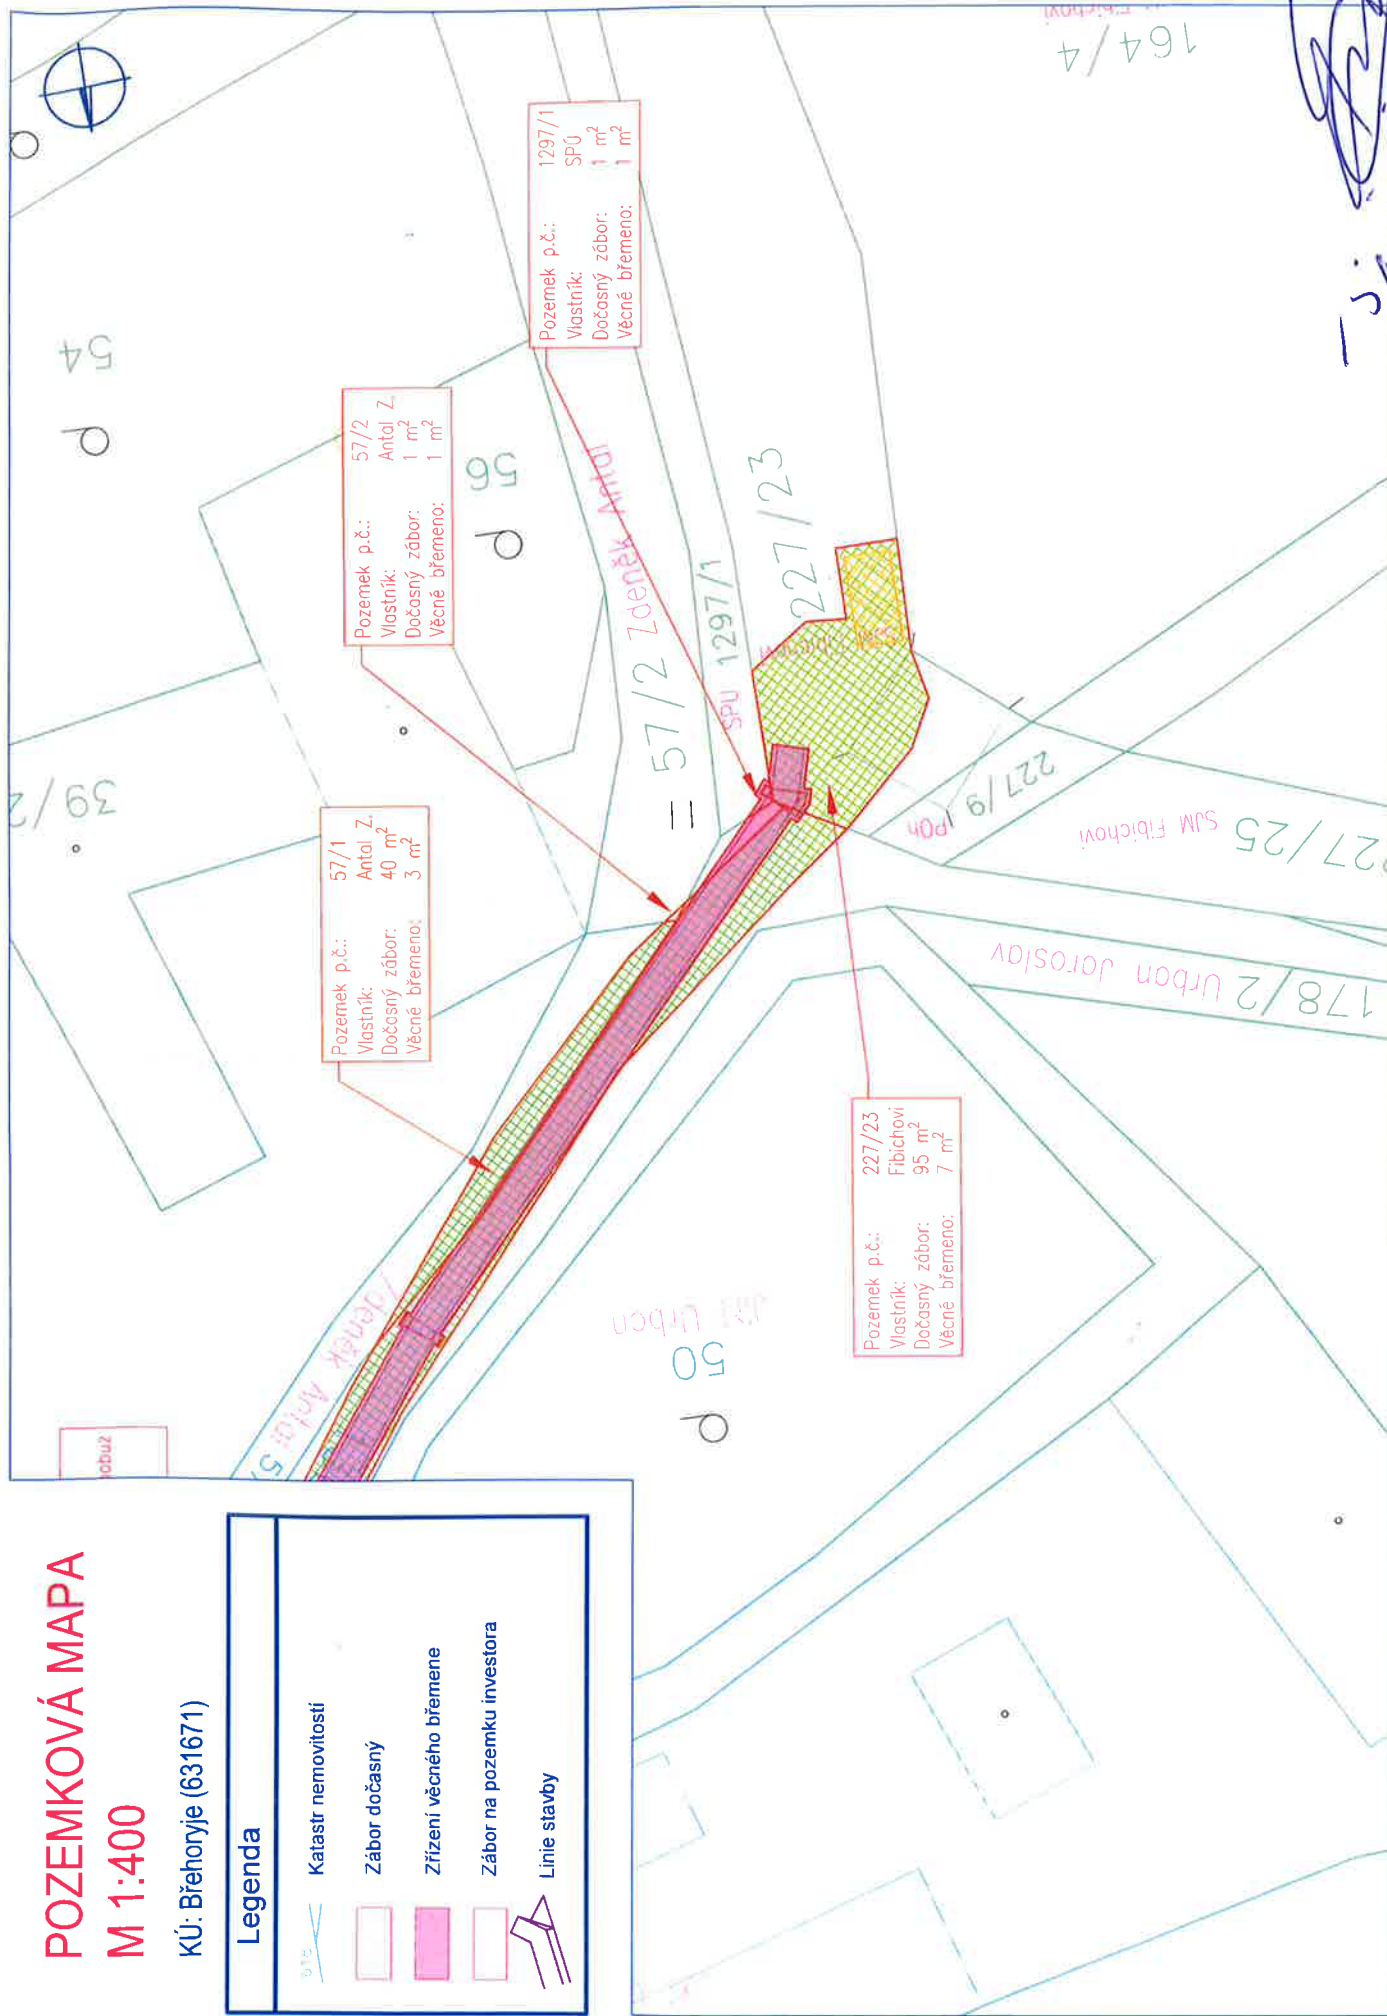 POZEMKOVÁ MAPA
M 1:400
KÚ: Břehoryje (631671)
Legenda
Katastr nemovitostí
Zábor dočasný
Zřízení věcného břemene
Zábor na pozemku investora
Linie stavby
Pozemek p.č.: 57/1
Vlastník: Antal Z.
Dočasný zábor: 40 m²
Věcné břemeno: 3 m²
Pozemek p.č.: 57/2
Vlastník: Antal Z.
Dočasný zábor: 1 m²
Věcné břemeno: 1 m²
Pozemek p.č.: 1297/1
Vlastník: SPÚ
Dočasný zábor: 1 m²
Věcné břemeno: 1 m²
Pozemek p.č.: 227/23
Vlastník: Fibichovi
Dočasný zábor: 95 m²
Věcné břemeno: 7 m²
39/2
54
56
57/2 Zdeněk Antal
SPÚ 1297/1
227/23
164/4
227/9
27/25
SJM Fibichovi
178/2 Urban Jaroslav
50
Jiří Urban
Zdeněk Antal